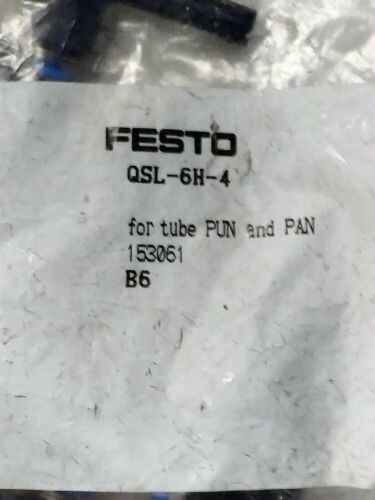 FESTO
QSL-6H-4
for tube PUN and PAN
153061
B6